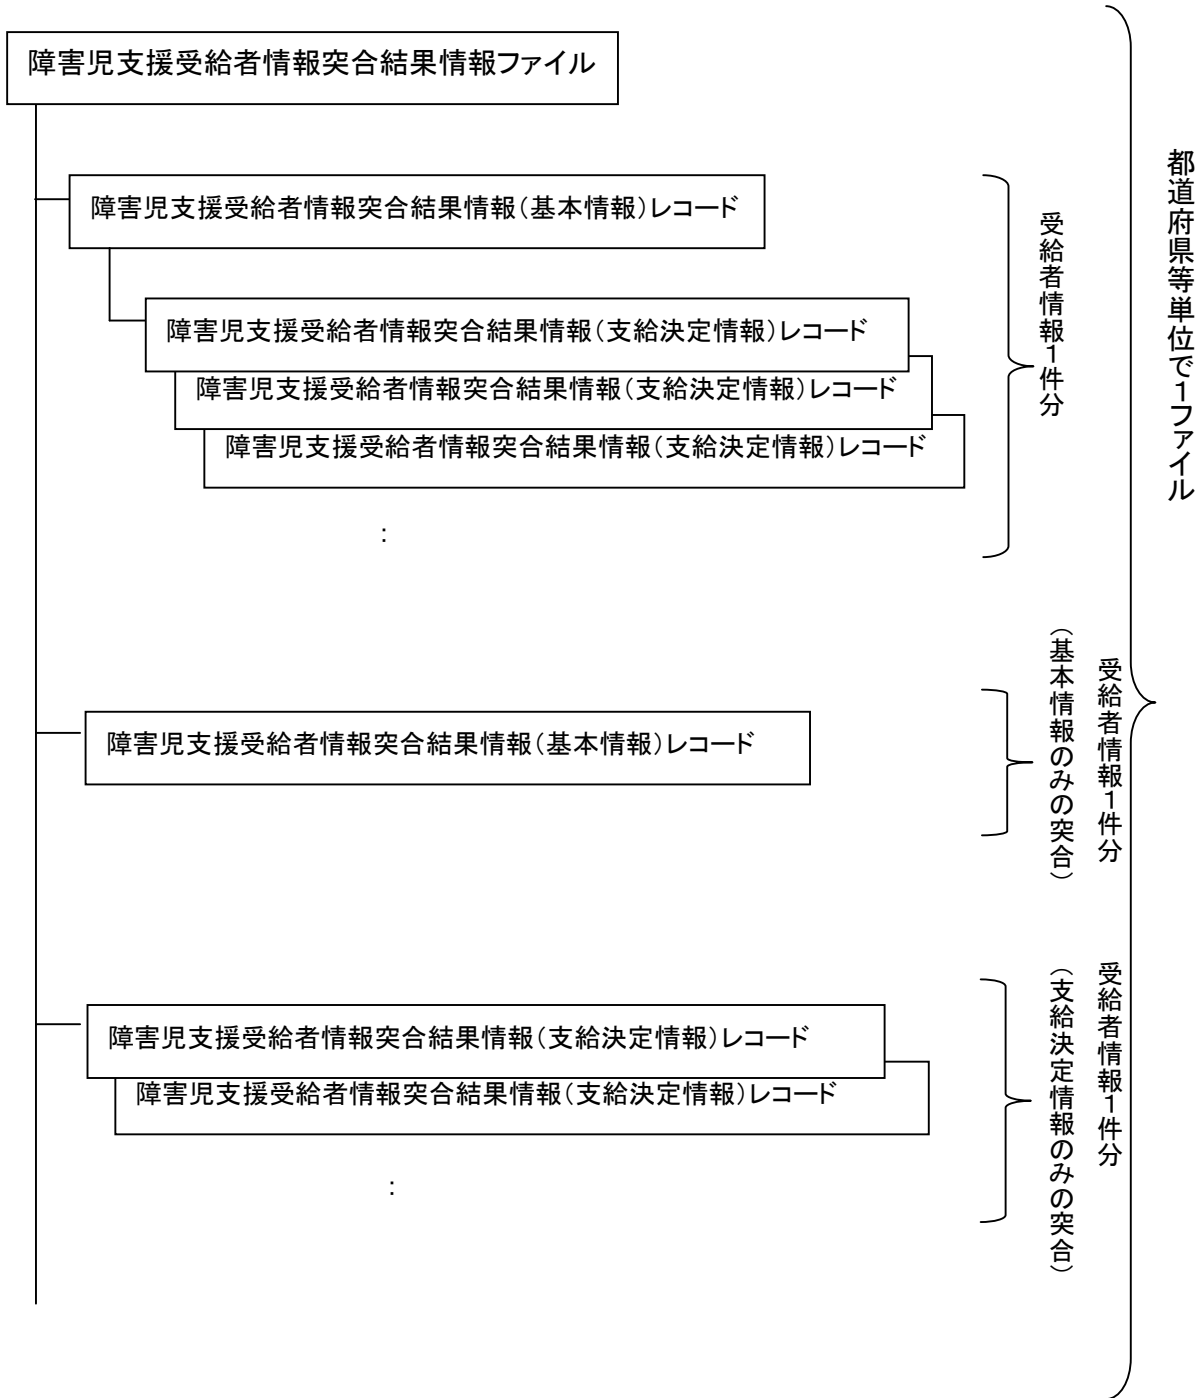 障害児支援受給者情報突合結果情報ファイル
障害児支援受給者情報突合結果情報(基本情報)レコード
障害児支援受給者情報突合結果情報(支給決定情報)レコード
障害児支援受給者情報突合結果情報(支給決定情報)レコード
障害児支援受給者情報突合結果情報(支給決定情報)レコード
:
受給者情報1件分
障害児支援受給者情報突合結果情報(基本情報)レコード
受給者情報1件分
(基本情報のみの突合)
障害児支援受給者情報突合結果情報(支給決定情報)レコード
障害児支援受給者情報突合結果情報(支給決定情報)レコード
:
受給者情報1件分
(支給決定情報のみの突合)
都道府県等単位で1ファイル